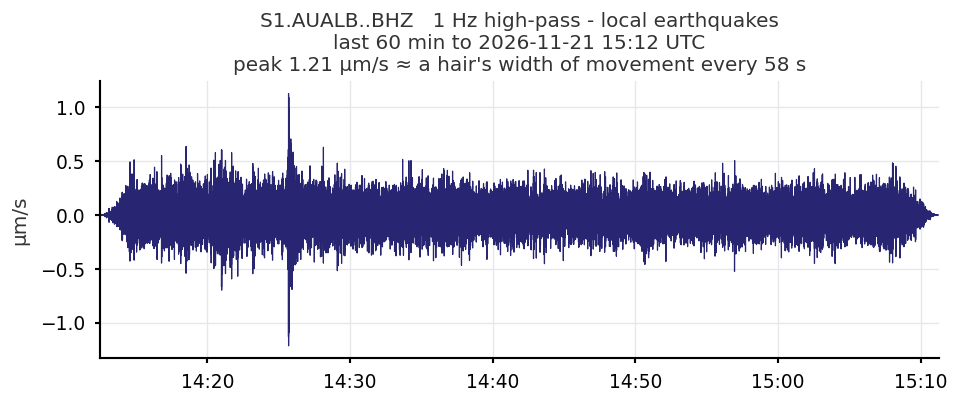 S1.AUALB..BHZ   1 Hz high-pass - local earthquakes
last 60 min to 2026-11-21 15:12 UTC
peak 1.21 µm/s ≈ a hair's width of movement every 58 s
1.0
0.5
0.0
−0.5
−1.0
µm/s
14:20 14:30 14:40 14:50 15:00 15:10